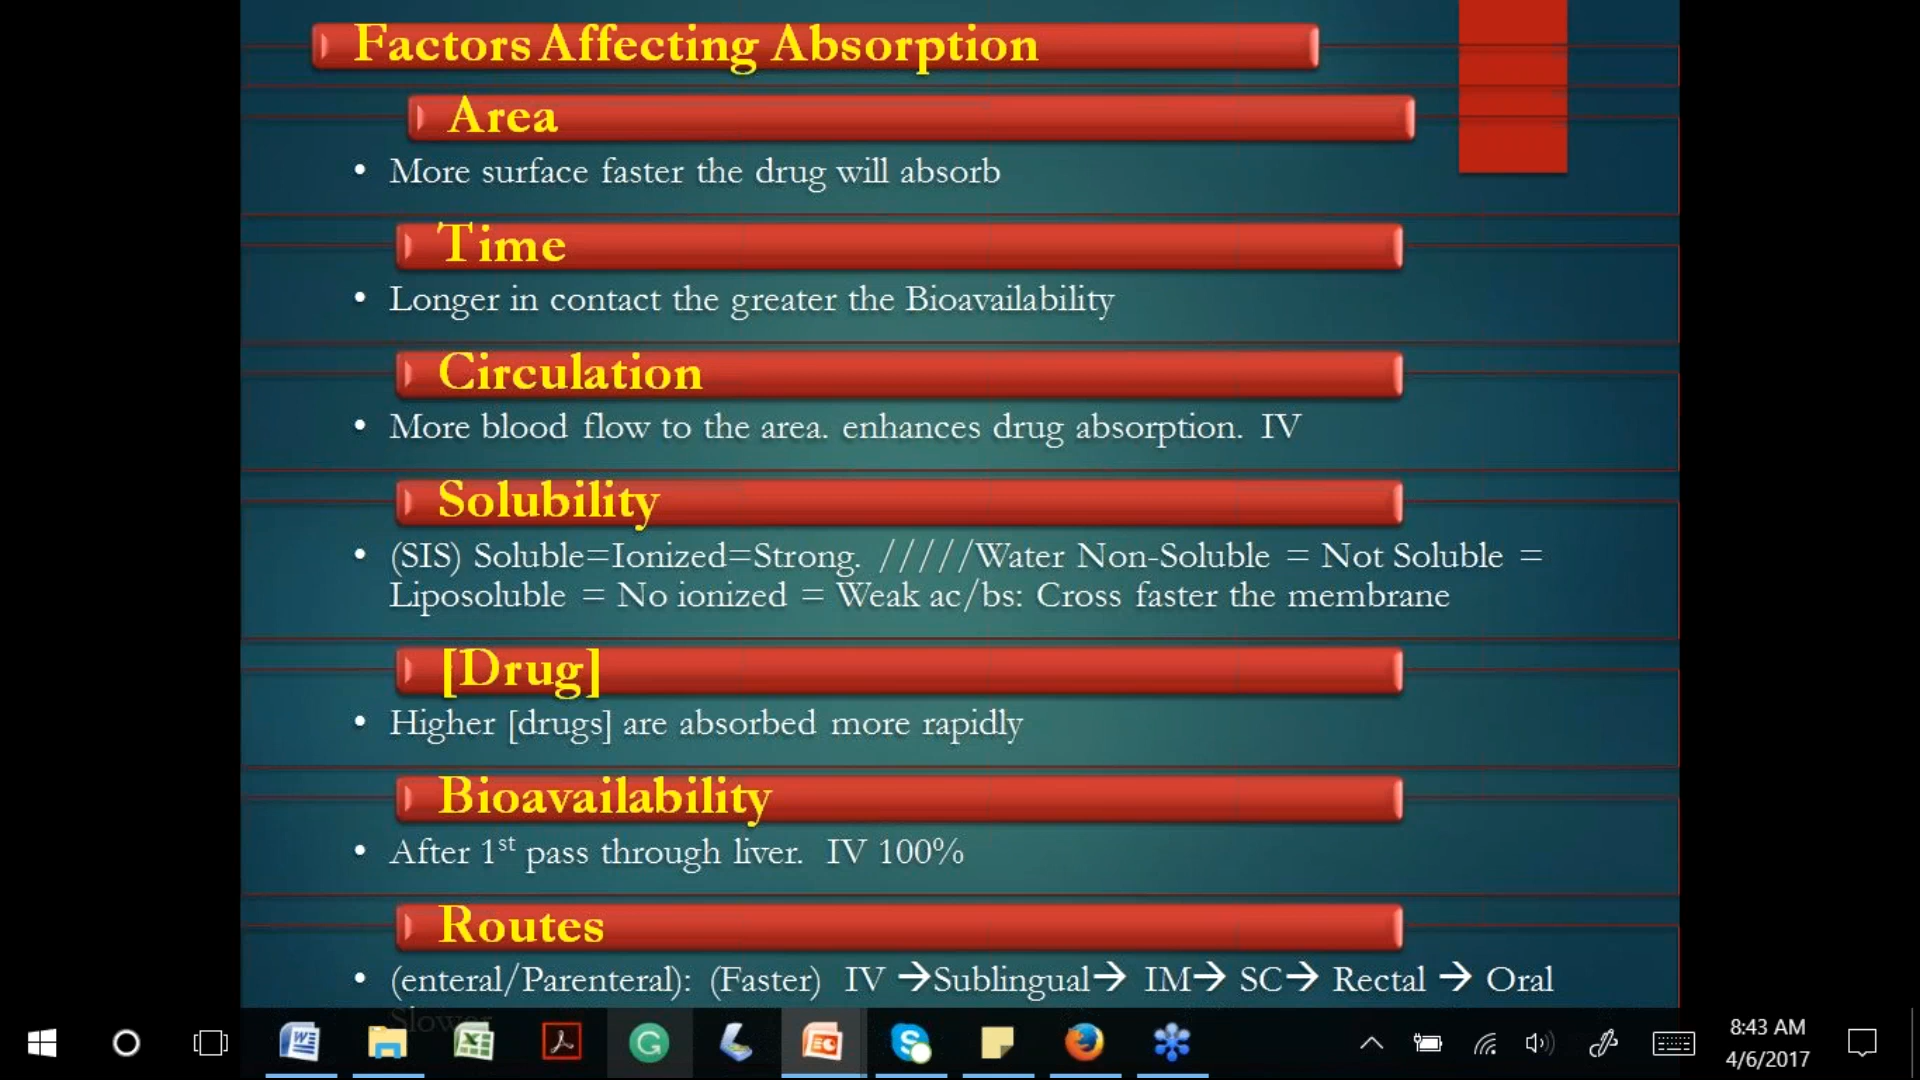 Factors Affecting Absorption
Area
• More surface faster the drug will absorb
Time
• Longer in contact the greater the Bioavailability
Circulation
• More blood flow to the area. enhances drug absorption. IV
Solubility
• (SIS) Soluble=Ionized=Strong. /////Water Non-Soluble = Not Soluble =
Liposoluble = No ionized = Weak ac/bs: Cross faster the membrane
[Drug]
• Higher [drugs] are absorbed more rapidly
Bioavailability
• After 1st pass through liver. IV 100%
Routes
• (enteral/Parenteral): (Faster) IV →Sublingual→ IM→ SC→ Rectal → Oral
Slower
8:43 AM
4/6/2017